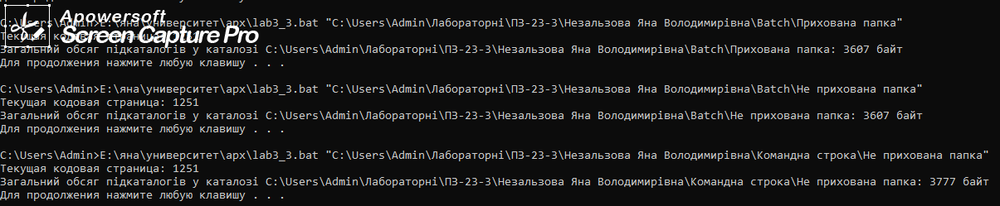 Apowersoft
Screen Capture Pro
C:\Users\Admin>E:\яна\университет\арх\lab3_3.bat "C:\Users\Admin\Лабораторні\ПЗ-23-3\Незальзова Яна Володимирівна\Batch\Прихована папка"
Текущая кодовая страница: 1251
Загальний обсяг підкаталогів у каталозі C:\Users\Admin\Лабораторні\ПЗ-23-3\Незальзова Яна Володимирівна\Batch\Прихована папка: 3607 байт
Для продолжения нажмите любую клавишу . . .
C:\Users\Admin>E:\яна\университет\арх\lab3_3.bat "C:\Users\Admin\Лабораторні\ПЗ-23-3\Незальзова Яна Володимирівна\Batch\Не прихована папка"
Текущая кодовая страница: 1251
Загальний обсяг підкаталогів у каталозі C:\Users\Admin\Лабораторні\ПЗ-23-3\Незальзова Яна Володимирівна\Batch\Не прихована папка: 3607 байт
Для продолжения нажмите любую клавишу . . .
C:\Users\Admin>E:\яна\университет\арх\lab3_3.bat "C:\Users\Admin\Лабораторні\ПЗ-23-3\Незальзова Яна Володимирівна\Командна строка\Не прихована папка"
Текущая кодовая страница: 1251
Загальний обсяг підкаталогів у каталозі C:\Users\Admin\Лабораторні\ПЗ-23-3\Незальзова Яна Володимирівна\Командна строка\Не прихована папка: 3777 байт
Для продолжения нажмите любую клавишу . . .